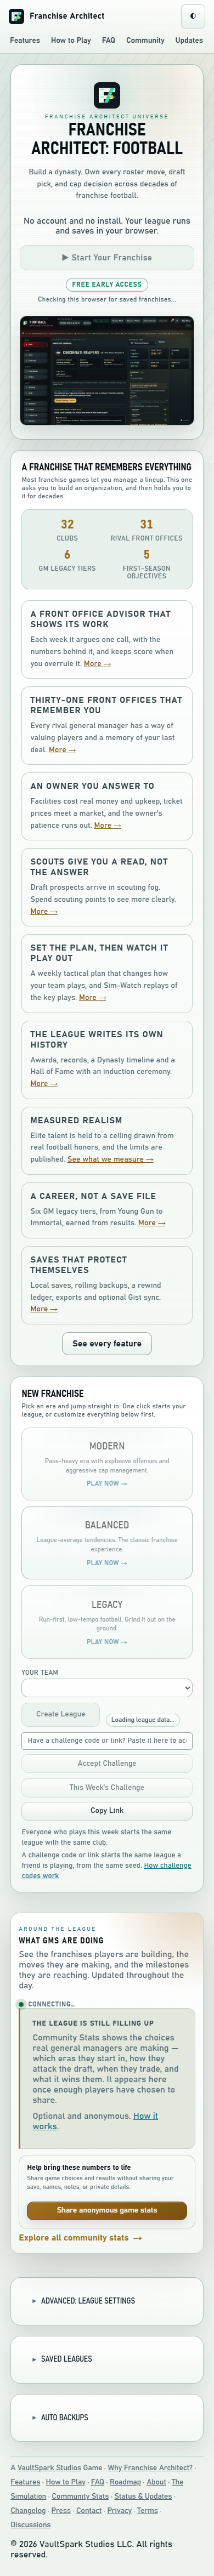 Franchise Architect
Features How to Play FAQ Community Updates
FRANCHISE ARCHITECT UNIVERSE
FRANCHISE
ARCHITECT: FOOTBALL
Build a dynasty. Own every roster move, draft
pick, and cap decision across decades of
franchise football.
No account and no install. Your league runs
and saves in your browser.
▶ Start Your Franchise
FREE EARLY ACCESS
Checking this browser for saved franchises...
FOOTBALL
CINCINNATI REAPERS
A FRANCHISE THAT REMEMBERS EVERYTHING
Most franchise games let you manage a lineup. This one
asks you to build an organization, and then holds you to
it for decades.
32
CLUBS
31
RIVAL FRONT OFFICES
6
GM LEGACY TIERS
5
FIRST-SEASON
OBJECTIVES
A FRONT OFFICE ADVISOR THAT
SHOWS ITS WORK
Each week it argues one call, with the
numbers behind it, and keeps score when
you overrule it. More →
THIRTY-ONE FRONT OFFICES THAT
REMEMBER YOU
Every rival general manager has a way of
valuing players and a memory of your last
deal. More →
AN OWNER YOU ANSWER TO
Facilities cost real money and upkeep, ticket
prices meet a market, and the owner's
patience runs out. More →
SCOUTS GIVE YOU A READ, NOT
THE ANSWER
Draft prospects arrive in scouting fog.
Spend scouting points to see more clearly.
More →
SET THE PLAN, THEN WATCH IT
PLAY OUT
A weekly tactical plan that changes how
your team plays, and Sim-Watch replays of
the key plays. More →
THE LEAGUE WRITES ITS OWN
HISTORY
Awards, records, a Dynasty timeline and a
Hall of Fame with an induction ceremony.
More →
MEASURED REALISM
Elite talent is held to a ceiling drawn from
real football honors, and the limits are
published. See what we measure →
A CAREER, NOT A SAVE FILE
Six GM legacy tiers, from Young Gun to
Immortal, earned from results. More →
SAVES THAT PROTECT
THEMSELVES
Local saves, rolling backups, a rewind
ledger, exports and optional Gist sync.
More →
See every feature
NEW FRANCHISE
Pick an era and jump straight in. One click starts your
league, or customize everything below first.
MODERN
Pass-heavy era with explosive offenses and
aggressive cap management.
PLAY NOW →
BALANCED
League-average tendencies. The classic franchise
experience.
PLAY NOW →
LEGACY
Run-first, low-tempo football. Grind it out on the
ground.
PLAY NOW →
YOUR TEAM
Create League
Loading league data...
Have a challenge code or link? Paste it here to ac
Accept Challenge
This Week's Challenge
Copy Link
Everyone who plays this week starts the same
league with the same club.
A challenge code or link starts the same league a
friend is playing, from the same seed. How challenge
codes work
AROUND THE LEAGUE
WHAT GMS ARE DOING
See the franchises players are building, the
moves they are making, and the milestones
they are reaching. Updated throughout the
day.
CONNECTING…
THE LEAGUE IS STILL FILLING UP
Community Stats shows the choices
real general managers are making —
which eras they start in, how they
attack the draft, when they trade, and
what it wins them. It appears here
once enough players have chosen to
share.
Optional and anonymous. How it
works.
Help bring these numbers to life
Share game choices and results without sharing your
save, names, notes, or private details.
Share anonymous game stats
Explore all community stats →
▶ ADVANCED: LEAGUE SETTINGS
▶ SAVED LEAGUES
▶ AUTO BACKUPS
A VaultSpark Studios Game · Why Franchise Architect? ·
Features · How to Play · FAQ · Roadmap · About · The
Simulation · Community Stats · Status & Updates ·
Changelog · Press · Contact · Privacy · Terms ·
Discussions
© 2026 VaultSpark Studios LLC. All rights
reserved.